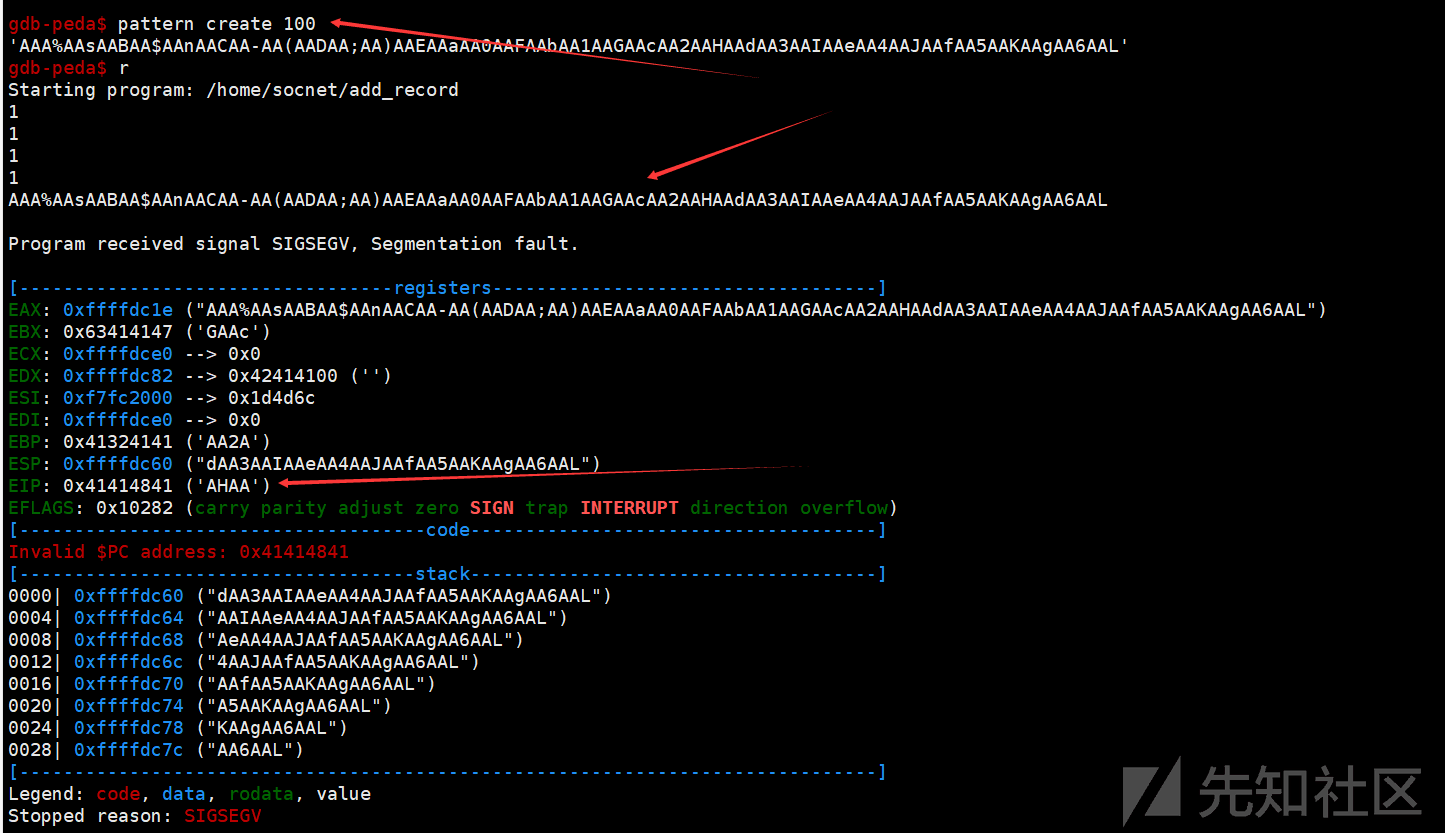 gdb-peda$ pattern create 100
'AAA%AAsAABAA$AAnAACAA-AA(AADAA;AA)AAEAAaAA0AAFAAbAA1AAGAAcAA2AAHAAdAA3AAIAAeAA4AAJAAfAA5AAKAAgAA6AAL'
gdb-peda$ r
Starting program: /home/socnet/add_record
1
1
1
1
AAA%AAsAABAA$AAnAACAA-AA(AADAA;AA)AAEAAaAA0AAFAAbAA1AAGAAcAA2AAHAAdAA3AAIAAeAA4AAJAAfAA5AAKAAgAA6AAL
Program received signal SIGSEGV, Segmentation fault.
[----------------------------------registers-----------------------------------]
EAX: 0xffffdc1e ("AAA%AAsAABAA$AAnAACAA-AA(AADAA;AA)AAEAAaAA0AAFAAbAA1AAGAAcAA2AAHAAdAA3AAIAAeAA4AAJAAfAA5AAKAAgAA6AAL")
EBX: 0x63414147 ('GAAc')
ECX: 0xffffdce0 --> 0x0
EDX: 0xffffdc82 --> 0x42414100 ('')
ESI: 0xf7fc2000 --> 0x1d4d6c
EDI: 0xffffdce0 --> 0x0
EBP: 0x41324141 ('AA2A')
ESP: 0xffffdc60 ("dAA3AAIAAeAA4AAJAAfAA5AAKAAgAA6AAL")
EIP: 0x41414841 ('AHAA')
EFLAGS: 0x10282 (carry parity adjust zero SIGN trap INTERRUPT direction overflow)
[-------------------------------------code-------------------------------------]
Invalid $PC address: 0x41414841
[------------------------------------stack-------------------------------------]
0000| 0xffffdc60 ("dAA3AAIAAeAA4AAJAAfAA5AAKAAgAA6AAL")
0004| 0xffffdc64 ("AAIAAeAA4AAJAAfAA5AAKAAgAA6AAL")
0008| 0xffffdc68 ("AeAA4AAJAAfAA5AAKAAgAA6AAL")
0012| 0xffffdc6c ("4AAJAAfAA5AAKAAgAA6AAL")
0016| 0xffffdc70 ("AAfAA5AAKAAgAA6AAL")
0020| 0xffffdc74 ("A5AAKAAgAA6AAL")
0024| 0xffffdc78 ("KAAgAA6AAL")
0028| 0xffffdc7c ("AA6AAL")
[------------------------------------------------------------------------------]
Legend: code, data, rodata, value
Stopped reason: SIGSEGV
先知社区